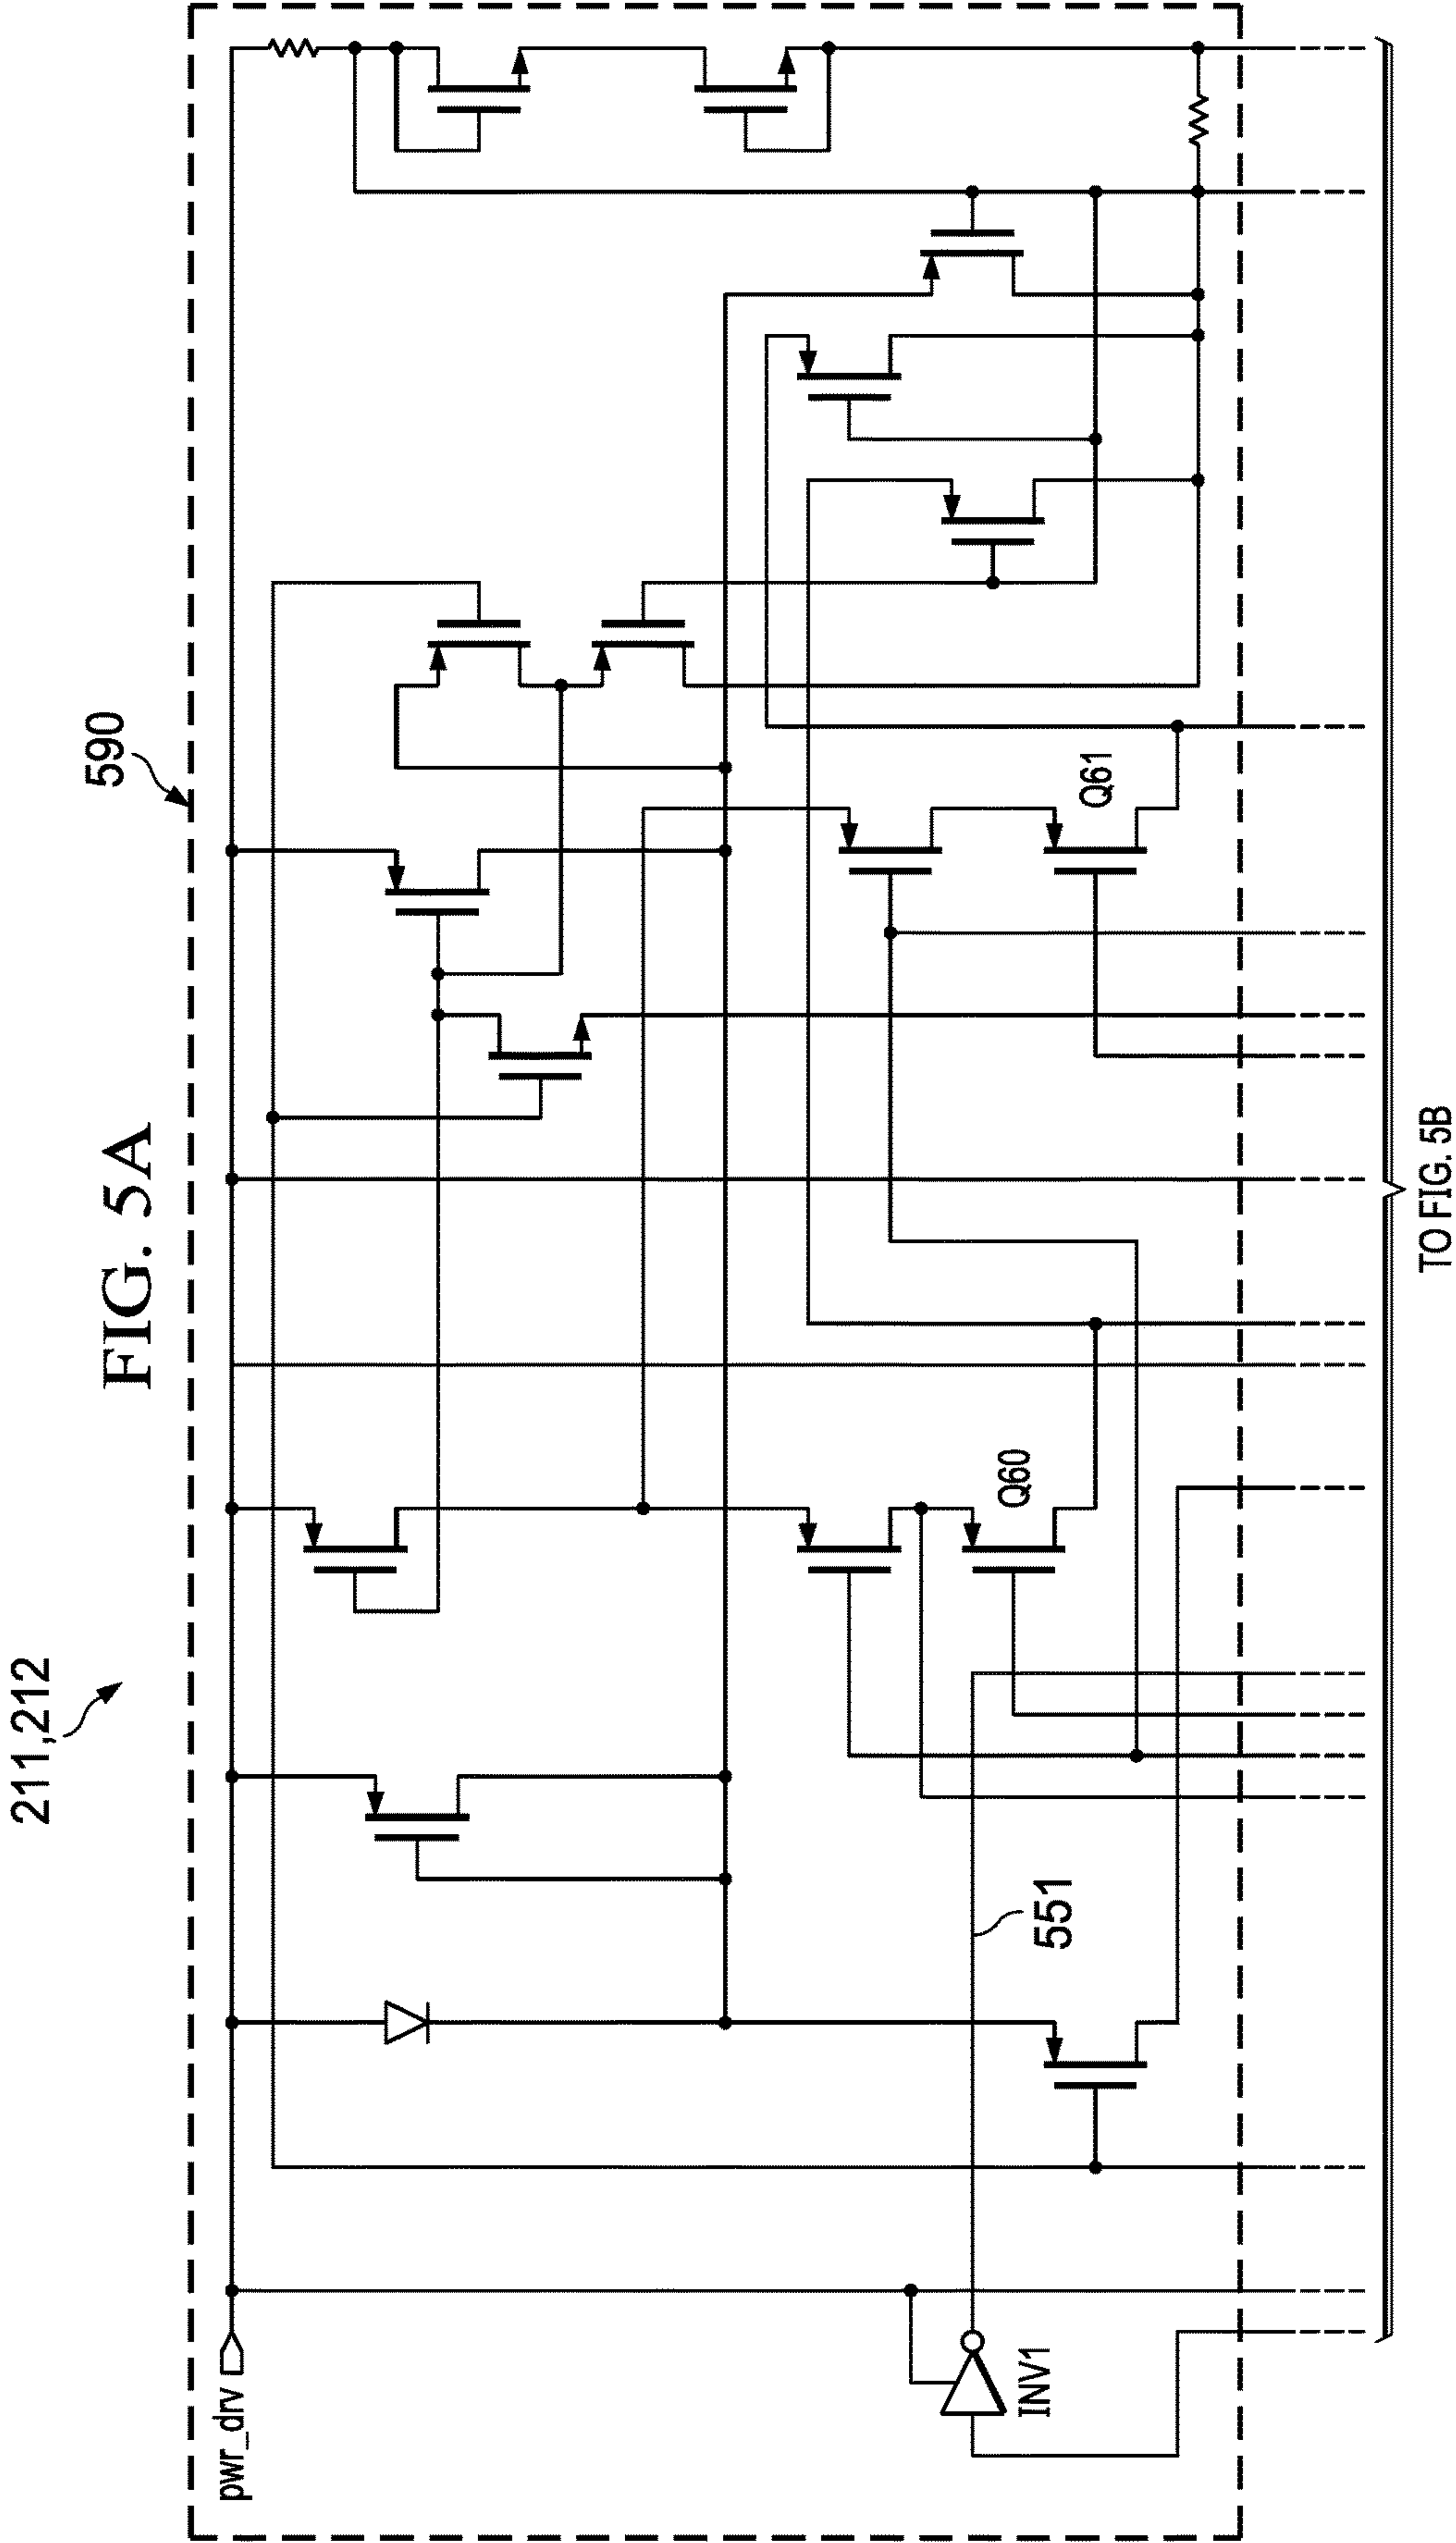 FIG. 5A
211,212
590
pwr_drv
INV1
551
Q60
Q61
TO FIG. 5B